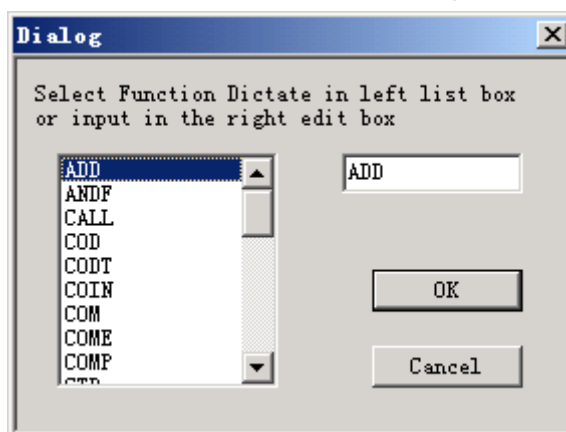 Dialog
Select Function Dictate in left list box
or input in the right edit box
ADD
ADD
ANDF
CALL
COD
CODT
COIN
OK
COM
COME
COMP
Cancel